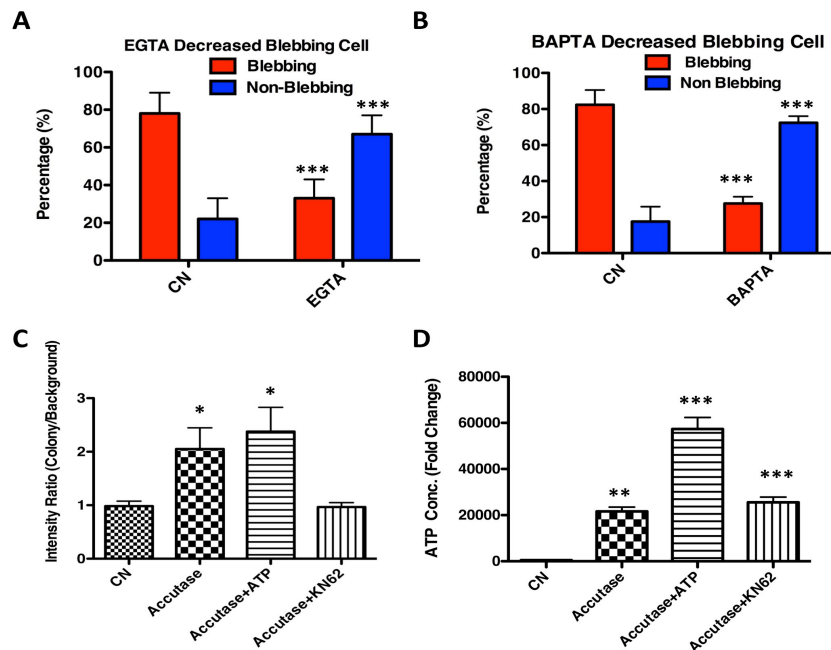 A
EGTA Decreased Blebbing Cell
Blebbing
Non-Blebbing
Percentage (%)
100
80
60
40
20
0
***
***
CN
EGTA
B
BAPTA Decreased Blebbing Cell
Blebbing
Non Blebbing
Percentage (%)
100
80
60
40
20
0
***
***
CN
BAPTA
C
Intensity Ratio (Colony/Background)
3
2
1
0
*
*
CN
Accutase
Accutase+ATP
Accutase+KN62
D
ATP Conc. (Fold Change)
80000
60000
40000
20000
0
**
***
***
CN
Accutase
Accutase+ATP
Accutase+KN62